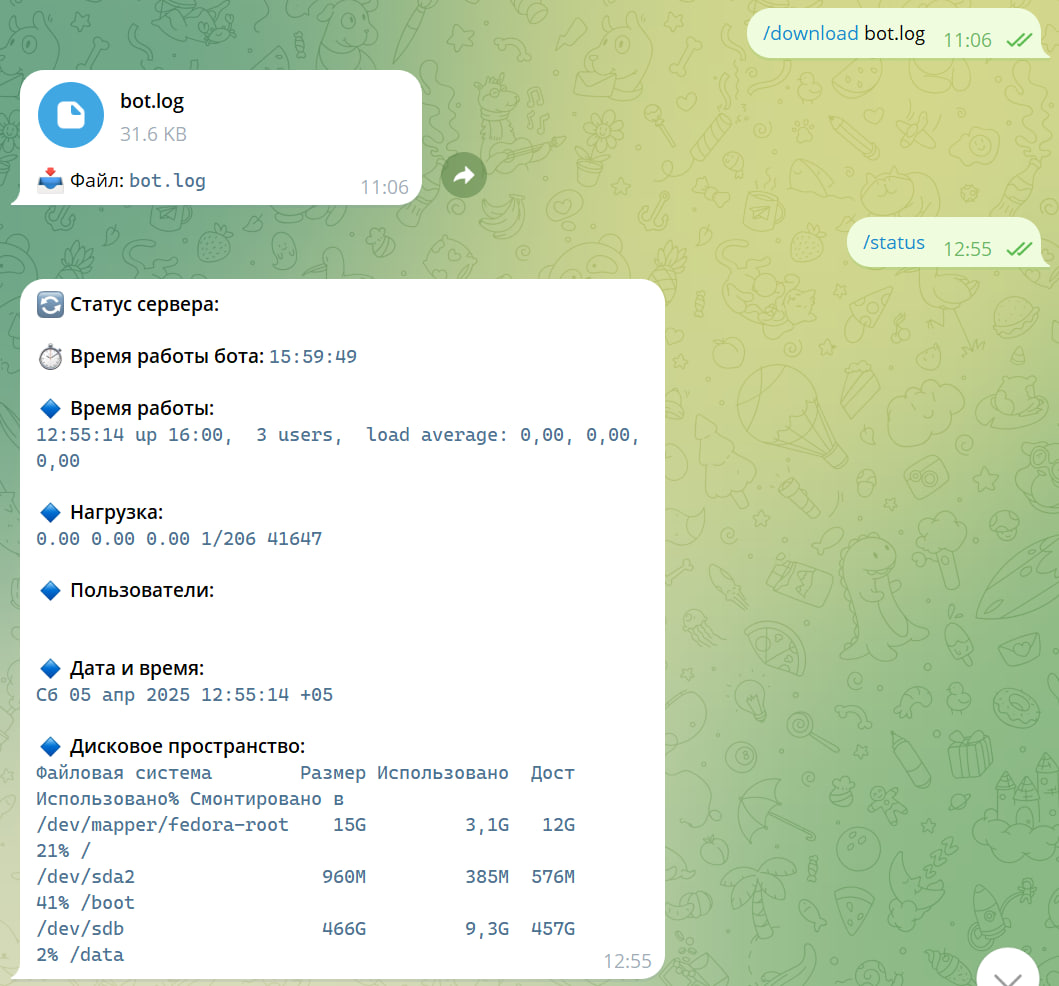 /download bot.log 11:06
bot.log
31.6 KB
Файл: bot.log
11:06
/status 12:55
Статус сервера:
Время работы бота: 15:59:49
Время работы:
12:55:14 up 16:00,  3 users,  load average: 0,00, 0,00,
0,00
Нагрузка:
0.00 0.00 0.00 1/206 41647
Пользователи:
Дата и время:
Сб 05 апр 2025 12:55:14 +05
Дисковое пространство:
Файловая система        Размер Использовано  Дост
Использовано% Смонтировано в
/dev/mapper/fedora-root    15G         3,1G   12G
21% /
/dev/sda2                 960M         385M  576M
41% /boot
/dev/sdb                  466G         9,3G  457G
2% /data
12:55